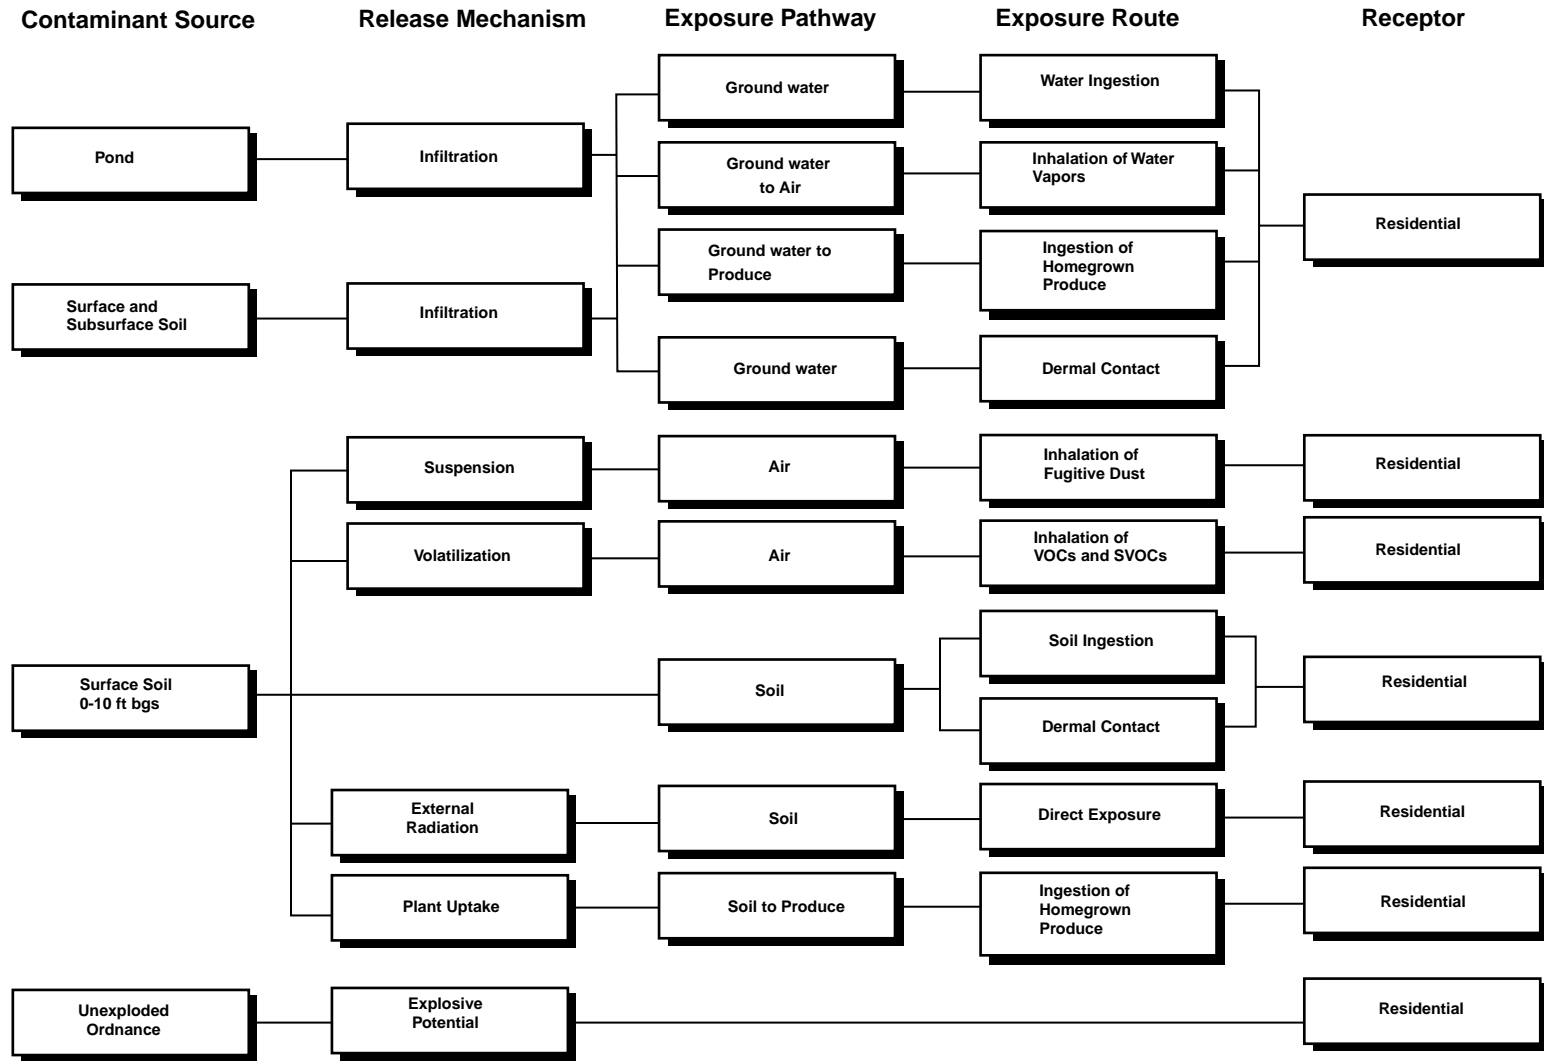 Contaminant Source
Release Mechanism
Exposure Pathway
Exposure Route
Receptor
Pond
Infiltration
Ground water
Water Ingestion
Ground water
to Air
Inhalation of Water
Vapors
Residential
Surface and
Subsurface Soil
Infiltration
Ground water to
Produce
Ingestion of
Homegrown
Produce
Ground water
Dermal Contact
Suspension
Air
Inhalation of
Fugitive Dust
Residential
Volatilization
Air
Inhalation of
VOCs and SVOCs
Residential
Surface Soil
0-10 ft bgs
Soil
Soil Ingestion
Dermal Contact
Residential
External
Radiation
Soil
Direct Exposure
Residential
Plant Uptake
Soil to Produce
Ingestion of
Homegrown
Produce
Residential
Unexploded
Ordnance
Explosive
Potential
Residential